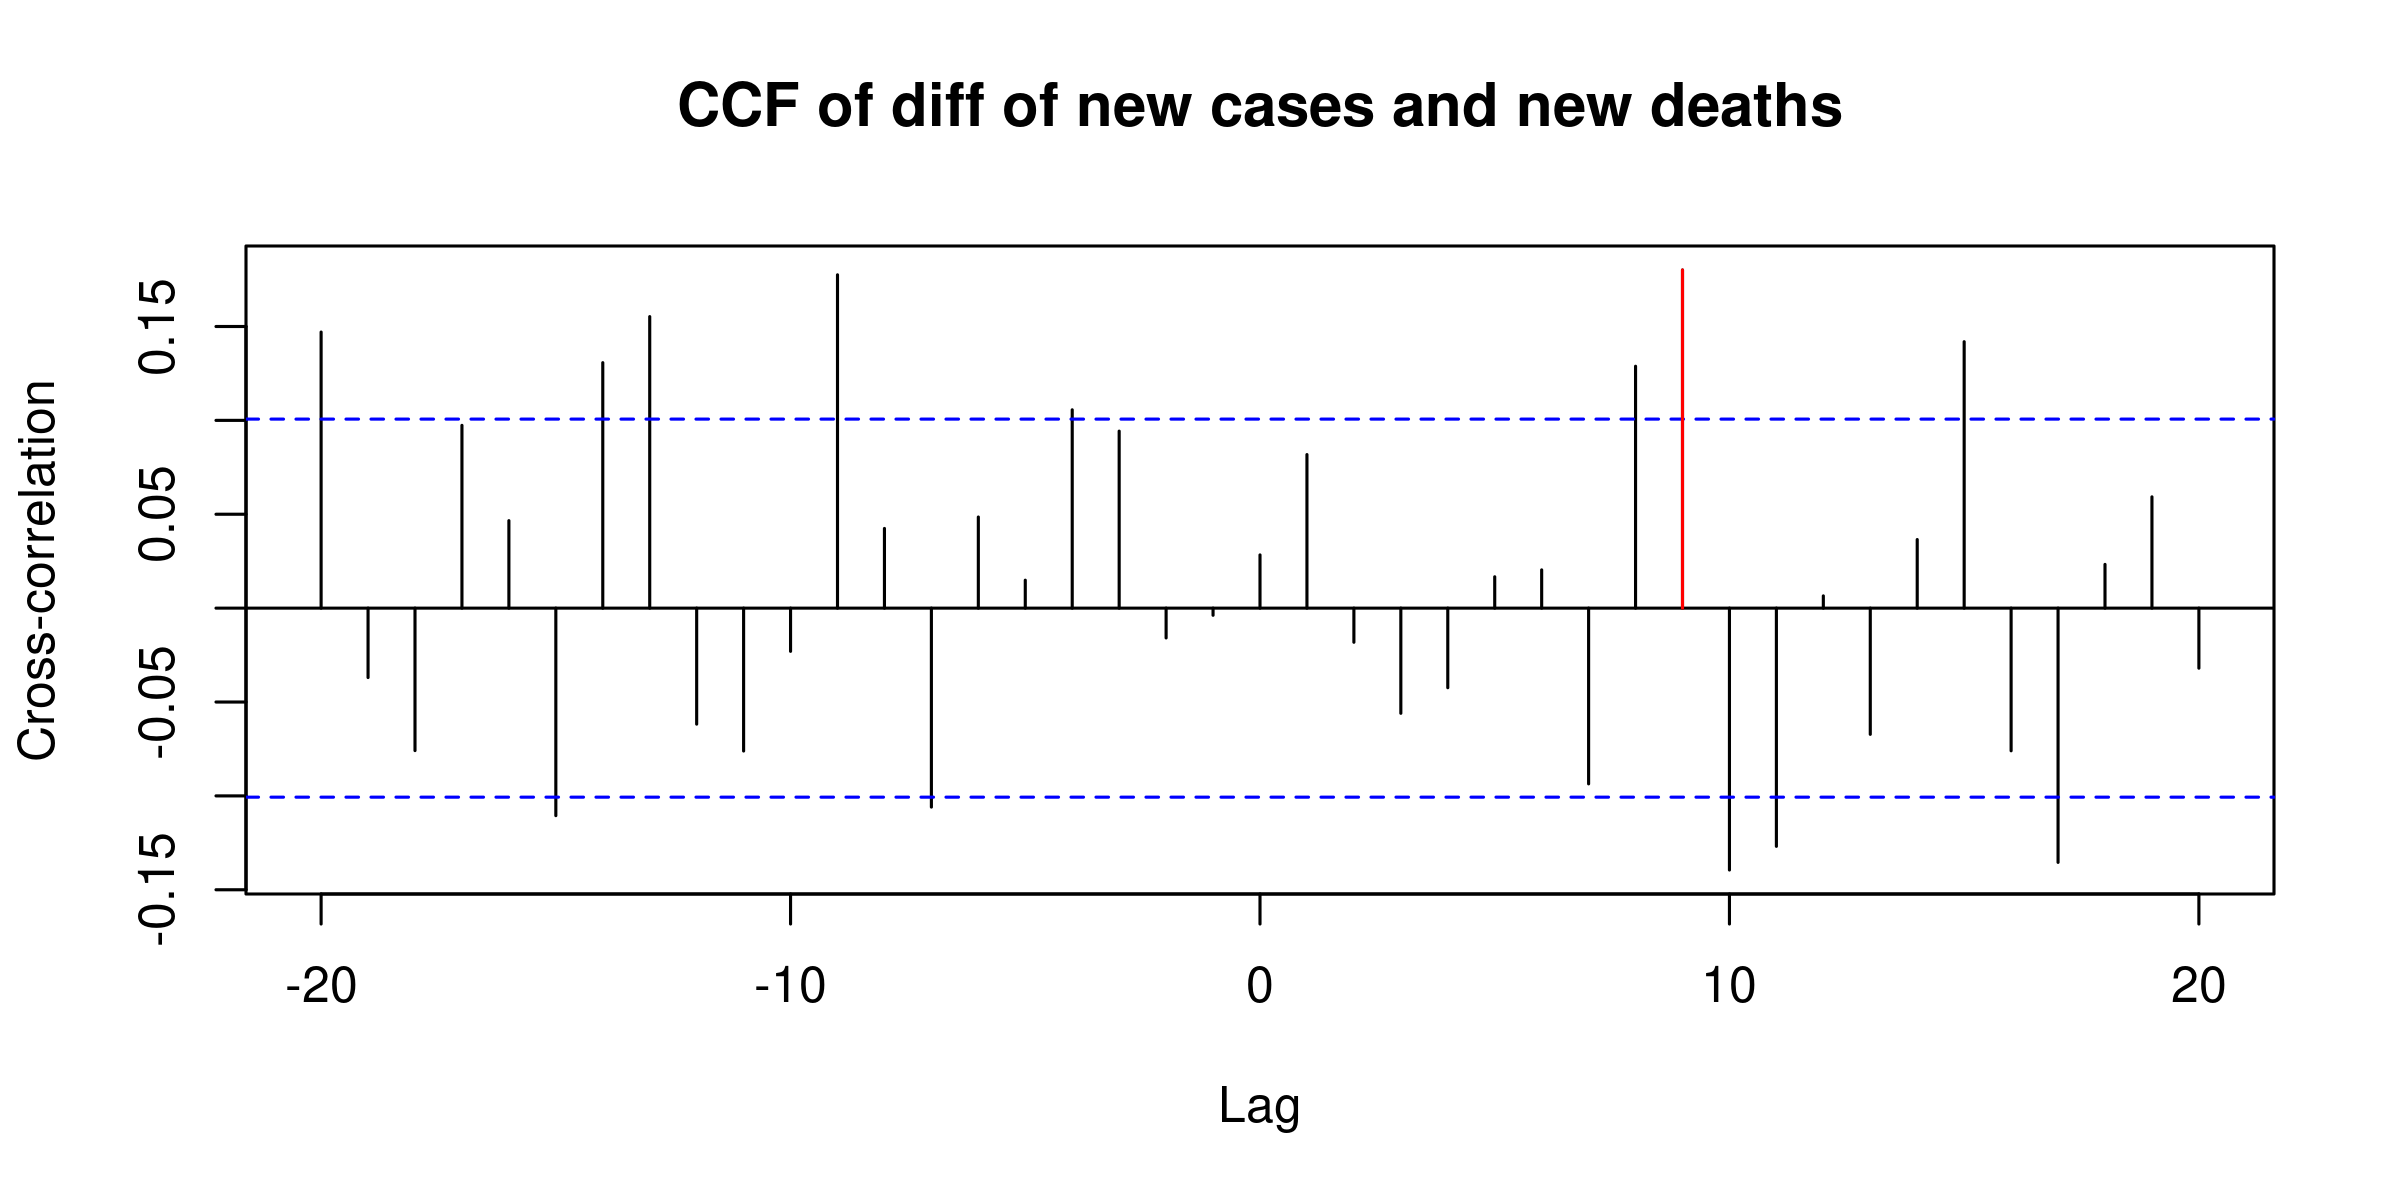 CCF of diff of new cases and new deaths
Cross-correlation
0.15
0.05
-0.05
-0.15
-20 -10 0 10 20
Lag